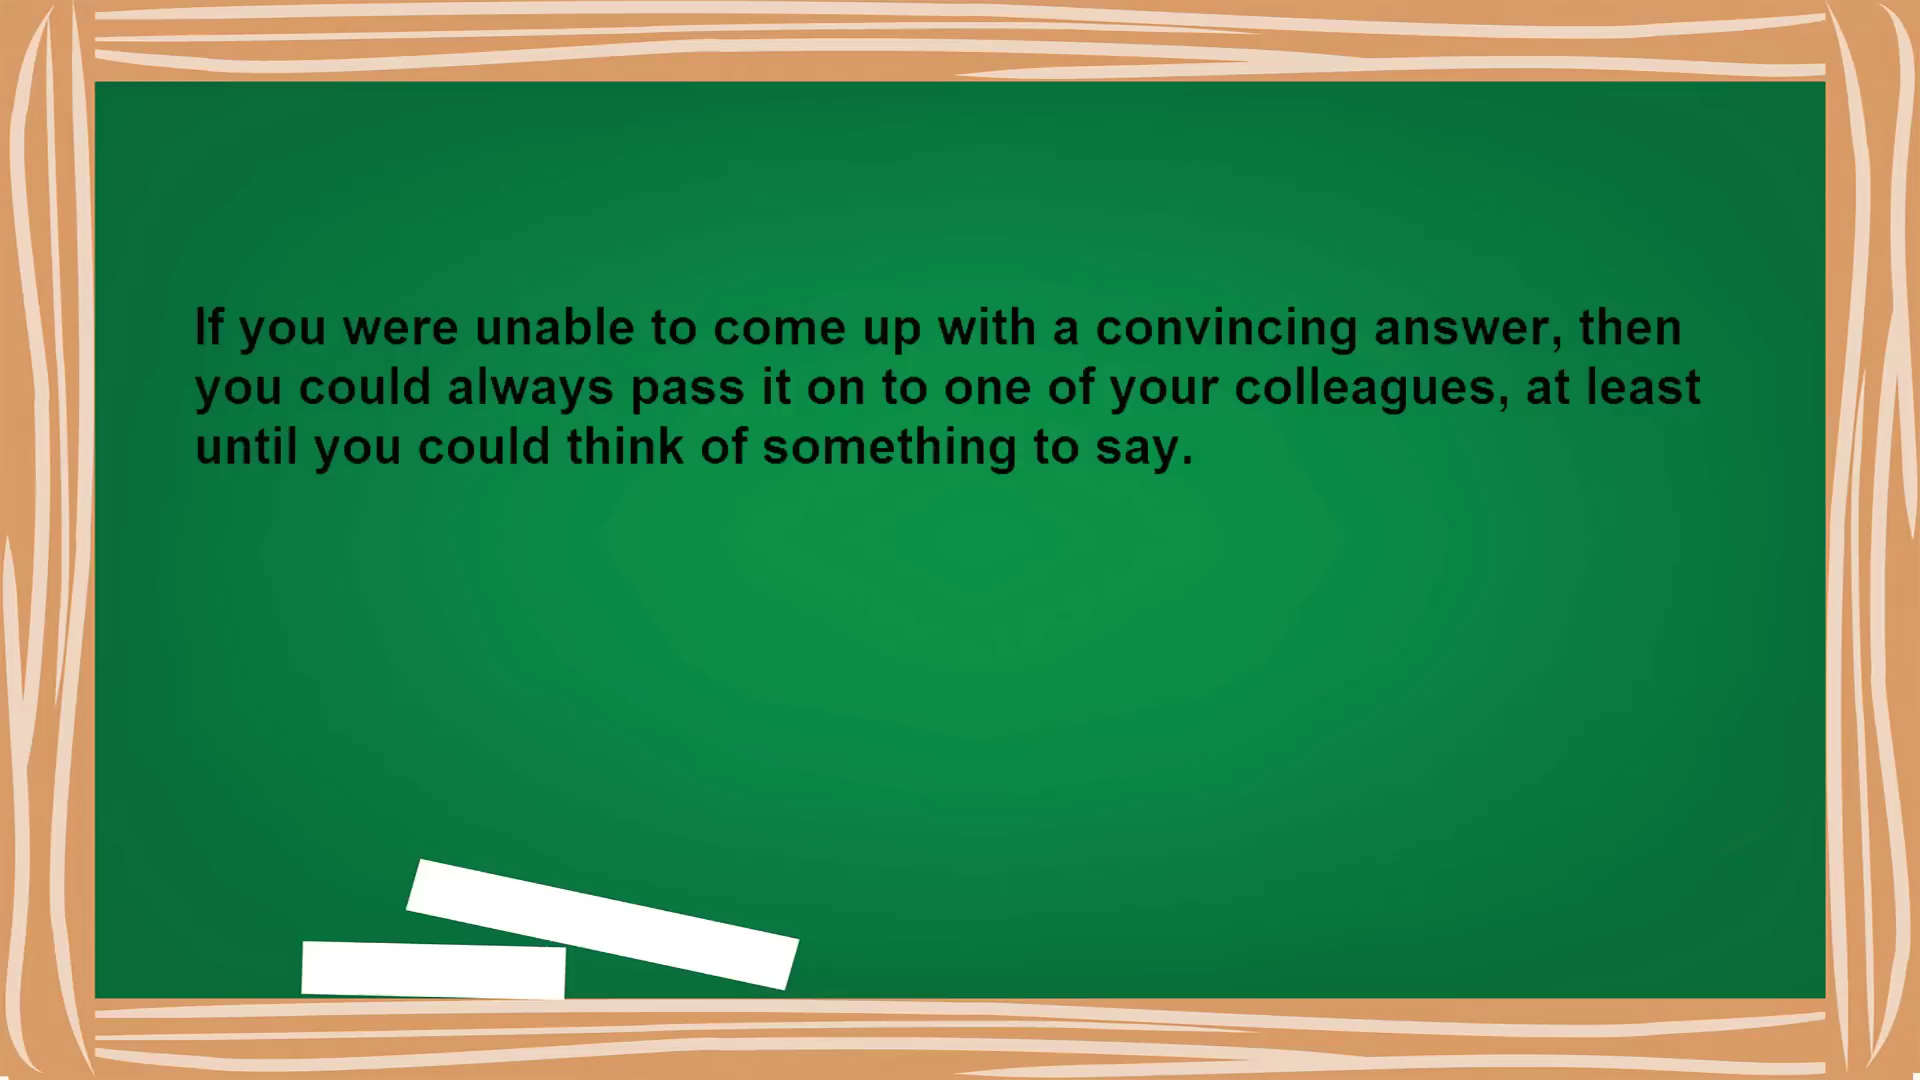 If you were unable to come up with a convincing answer, then
you could always pass it on to one of your colleagues, at least
until you could think of something to say.